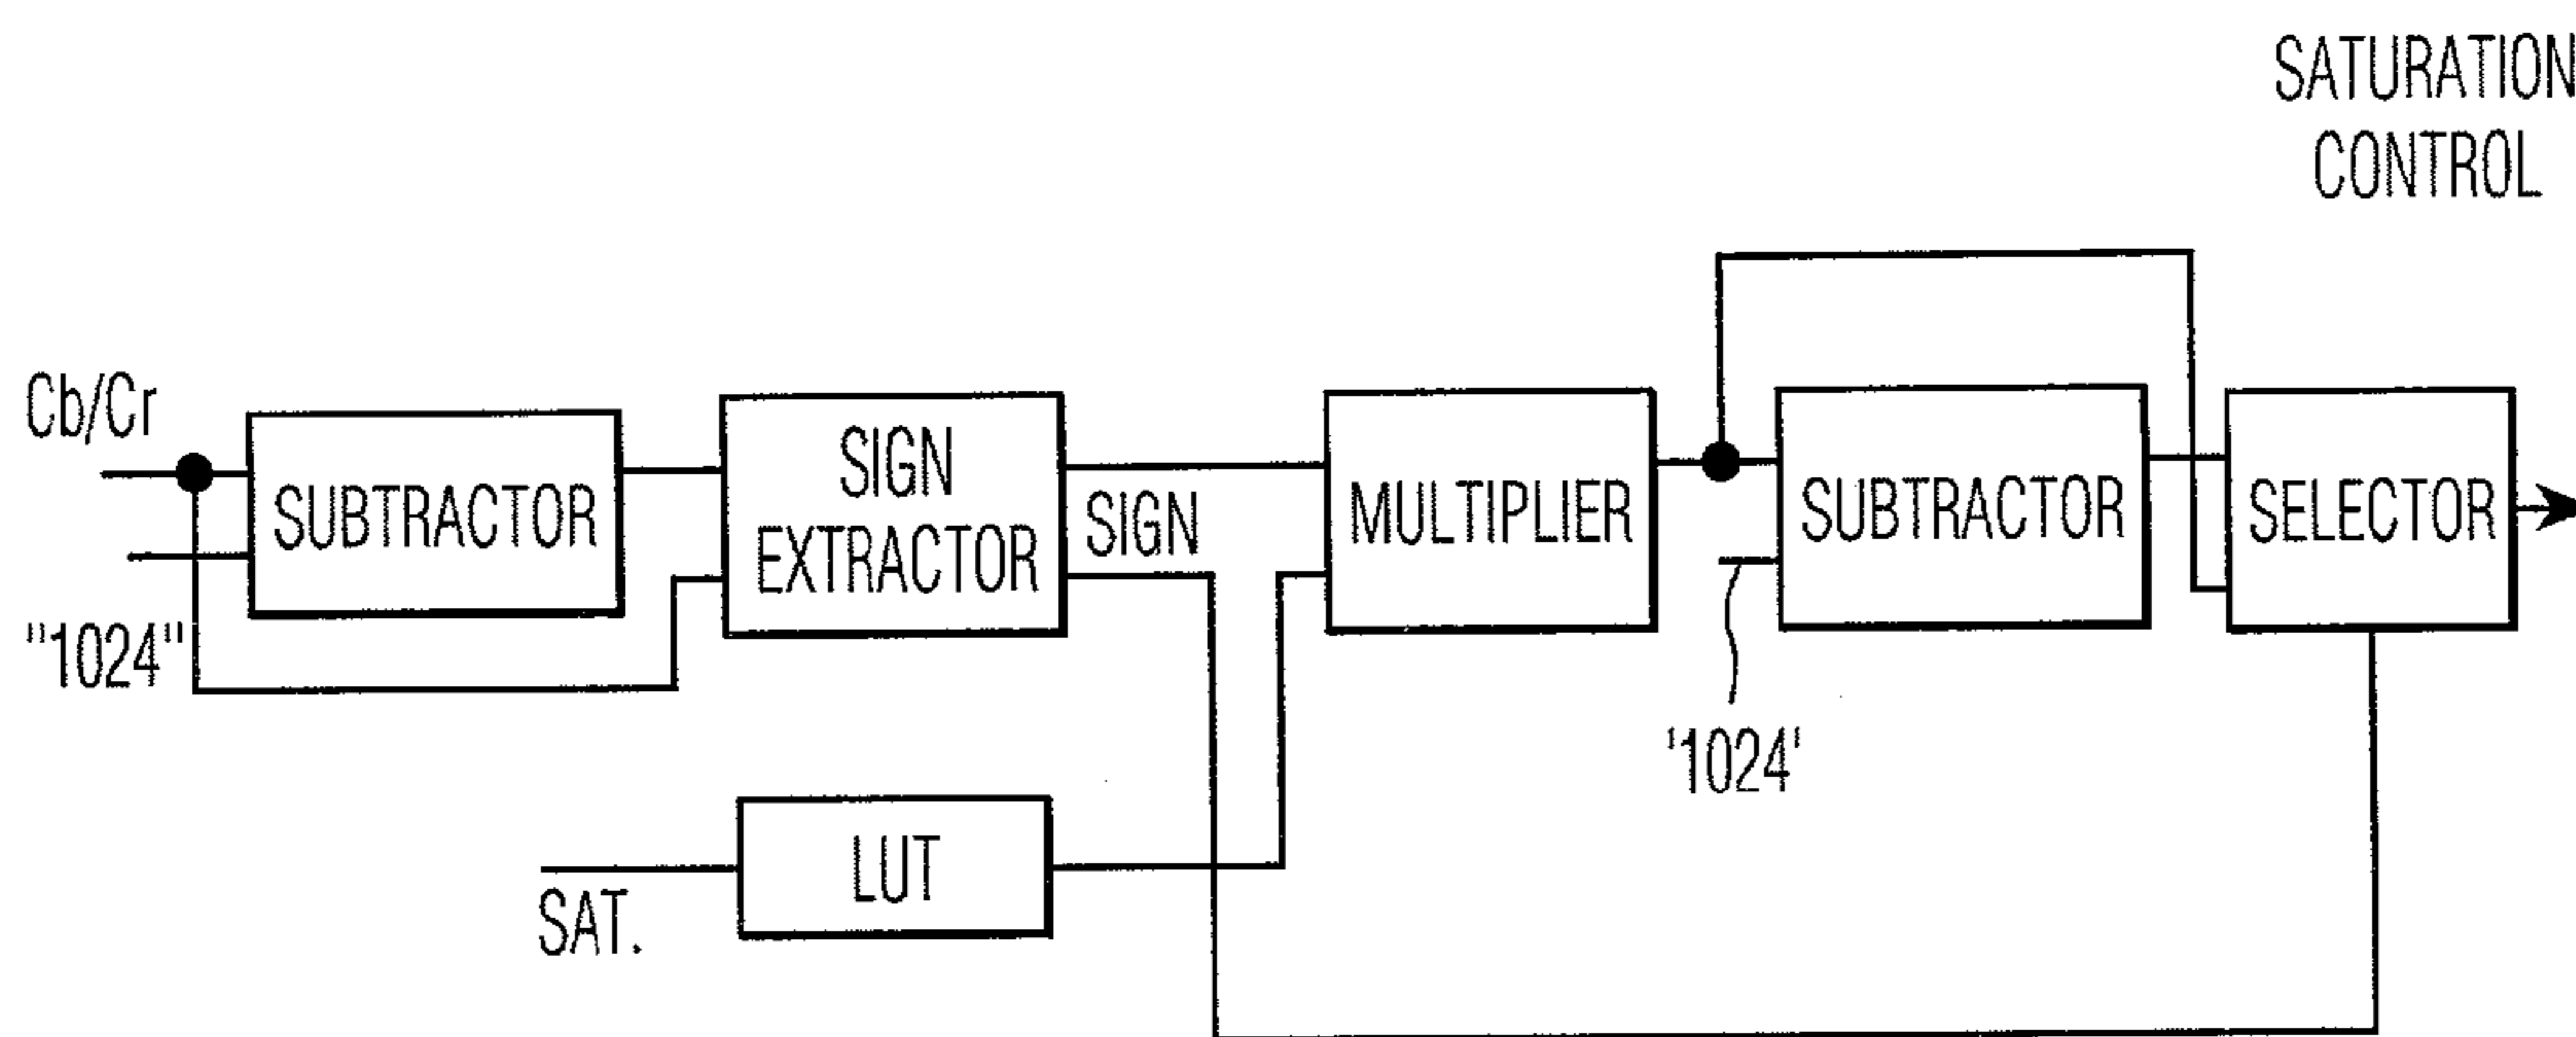 SATURATION
CONTROL
Cb/Cr
SUBTRACTOR
"1024"
SIGN
EXTRACTOR
SIGN
MULTIPLIER
SUBTRACTOR
'1024'
SELECTOR
LUT
SAT.